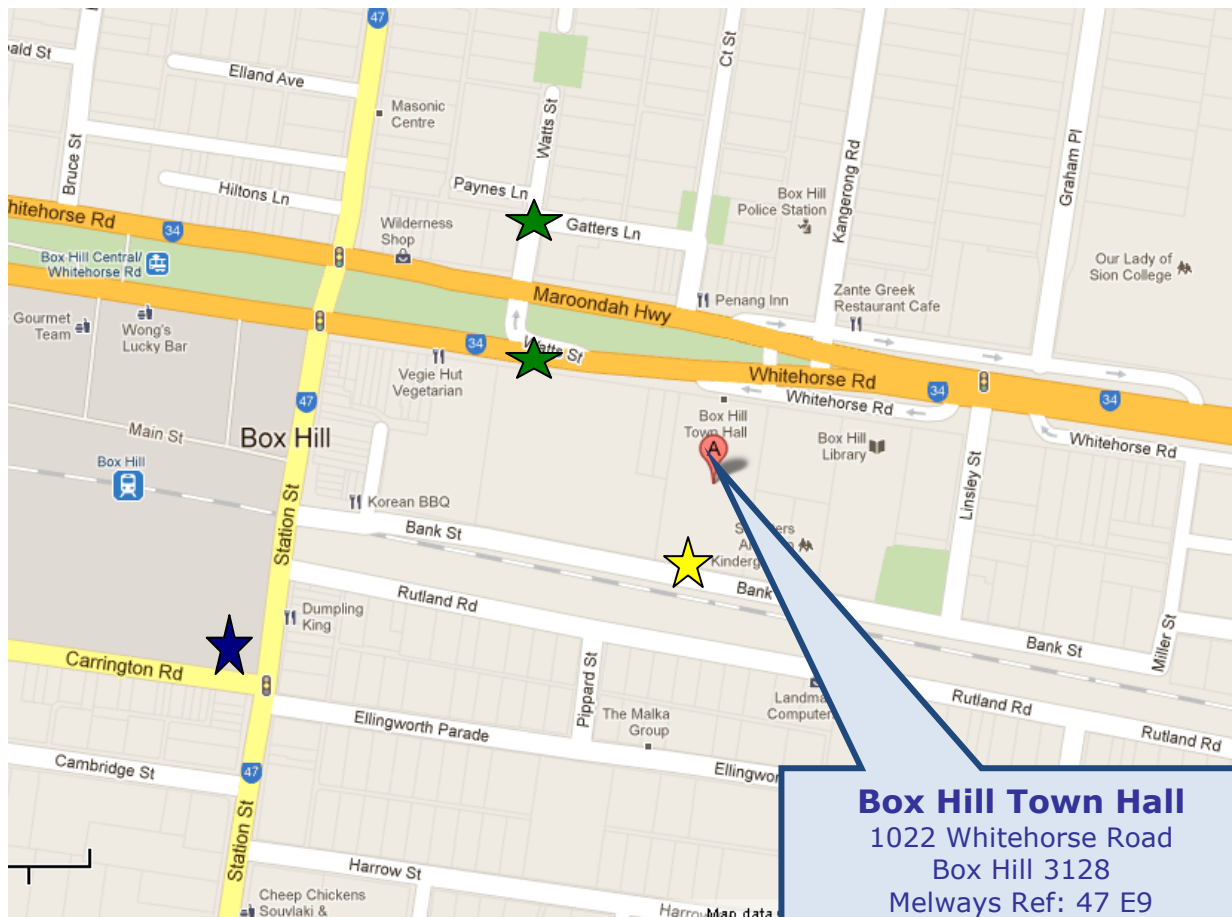 47
Ct St
ald St
Elland Ave
Masonic
Centre
Watts St
Bruce St
Kangerong Rd
Graham Pl
Hiltons Ln
Paynes Ln
Box Hill
Police Station
Gatters Ln
hitehorse Rd
34
Wilderness
Shop
Box Hill Central/
Whitehorse Rd
Our Lady of
Sion College
Maroondah Hwy
Penang Inn
Zante Greek
Restaurant Cafe
Gourmet
Team
Wong's
Lucky Bar
34
Watts St
Vegie Hut
Vegetarian
Whitehorse Rd
34
34
47
Whitehorse Rd
Box Hill
Town Hall
Main St
Box Hill
Box Hill
Library
Whitehorse Rd
A
Box Hill
Linsley St
Korean BBQ
Station St
Bank St
Kinderg
Bank
Rutland Rd
Dumpling
King
Bank St
Miller St
Carrington Rd
Pippard St
Rutland Rd
Landma
Computer
The Malka
Group
Ellingworth Parade
Rutland Rd
Cambridge St
47
Ellingwo
Station St
Harrow St
Cheep Chickens
Souvlaki &
Harrow
Map data
Box Hill Town Hall
1022 Whitehorse Road
Box Hill 3128
Melways Ref: 47 E9